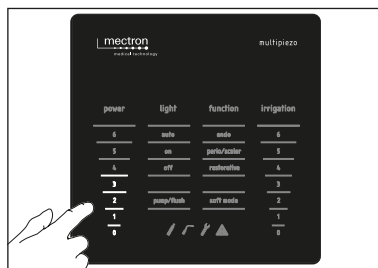 mectron
medical technology
multipiezo
power light function irrigation
6 auto endo 6
5 on perio/scaler 5
4 off restorative 4
3 3
2 pump/flush soft mode 2
1 1
0 0